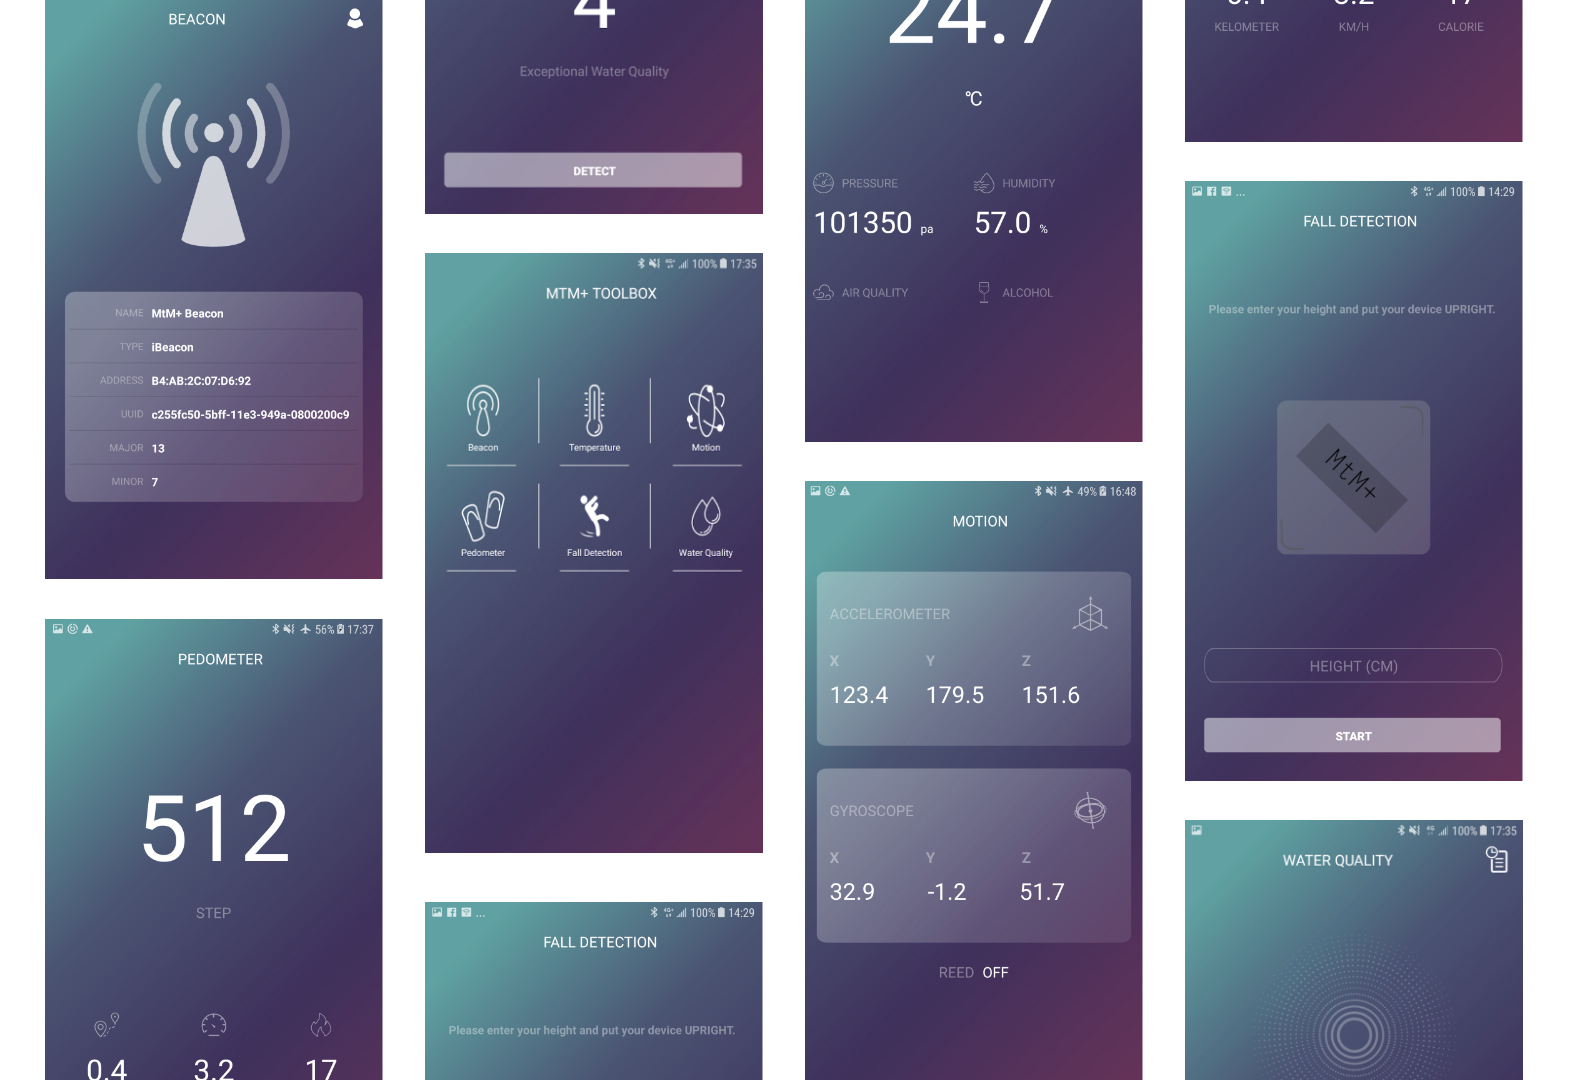 BEACON
NAME MtM+ Beacon
TYPE iBeacon
ADDRESS B4:AB:2C:07:D6:92
UUID c255fc50-5bff-11e3-949a-0800200c9
MAJOR 13
MINOR 7
56% 17:37
PEDOMETER
512
STEP
0.4 3.2 17
4
Exceptional Water Quality
DETECT
100% 17:35
MTM+ TOOLBOX
Beacon Temperature Motion
Pedometer Fall Detection Water Quality
... 4G+ 100% 14:29
FALL DETECTION
Please enter your height and put your device UPRIGHT.
24.7
°C
PRESSURE HUMIDITY
101350 pa 57.0 %
AIR QUALITY ALCOHOL
49% 16:48
MOTION
ACCELEROMETER
X Y Z
123.4 179.5 151.6
GYROSCOPE
X Y Z
32.9 -1.2 51.7
REED OFF
17
KELOMETER KM/H CALORIE
... 4G+ 100% 14:29
FALL DETECTION
Please enter your height and put your device UPRIGHT.
MtM+
HEIGHT (CM)
START
100% 17:35
WATER QUALITY